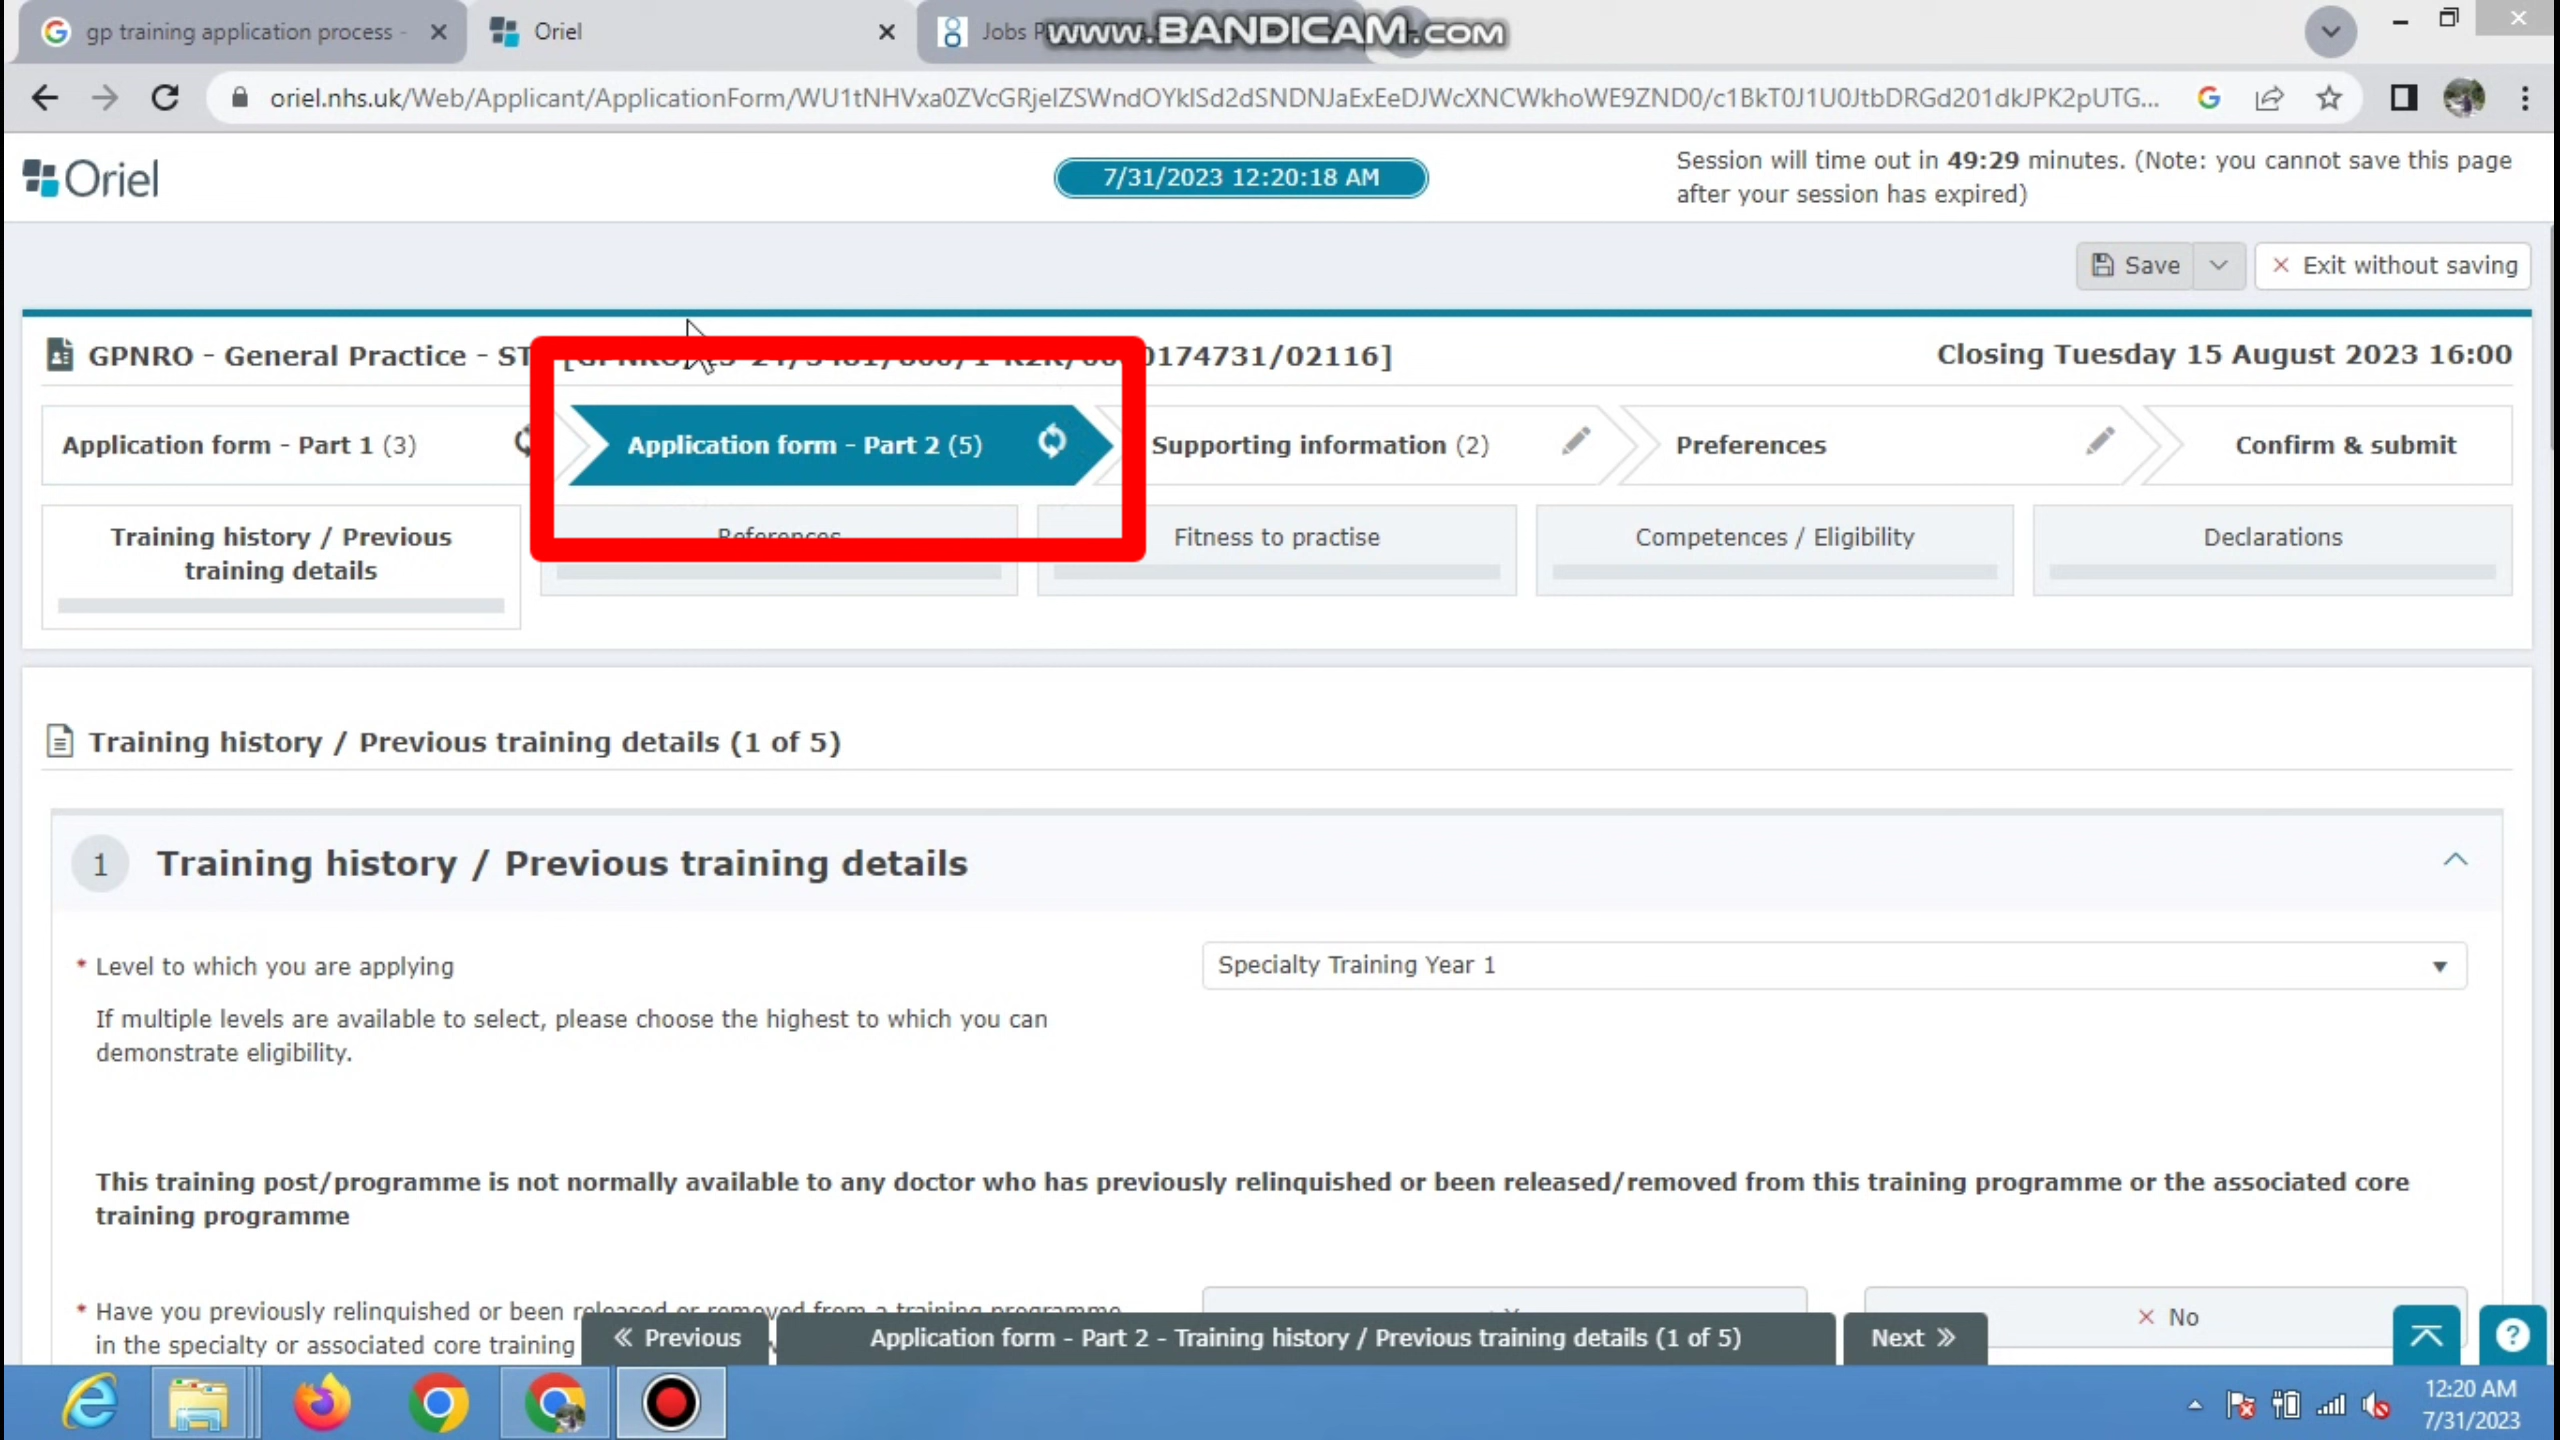 gp training application process -
Oriel
Jobs
www.BANDICAM.com
oriel.nhs.uk/Web/Applicant/ApplicationForm/WU1tNHVxa0ZVcGRjelZSWndOYklSd2dSNDNJaExEeDJWcXNCWkhoWE9ZND0/c1BkT0J1U0JtbDRGd201dkJPK2pUTG...
Oriel
7/31/2023 12:20:18 AM
Session will time out in 49:29 minutes. (Note: you cannot save this page
after your session has expired)
Save
Exit without saving
GPNRO - General Practice -
0174731/02116]
Closing Tuesday 15 August 2023 16:00
Application form - Part 1 (3)
Application form - Part 2 (5)
Supporting information (2)
Preferences
Confirm & submit
Training history / Previous
training details
References
Fitness to practise
Competences / Eligibility
Declarations
Training history / Previous training details (1 of 5)
1 Training history / Previous training details
* Level to which you are applying
Specialty Training Year 1
If multiple levels are available to select, please choose the highest to which you can
demonstrate eligibility.
This training post/programme is not normally available to any doctor who has previously relinquished or been released/removed from this training programme or the associated core
training programme
* Have you previously relinquished or been released or removed from a training programme
in the specialty or associated core training
No
« Previous
Application form - Part 2 - Training history / Previous training details (1 of 5)
Next »
?
12:20 AM
7/31/2023